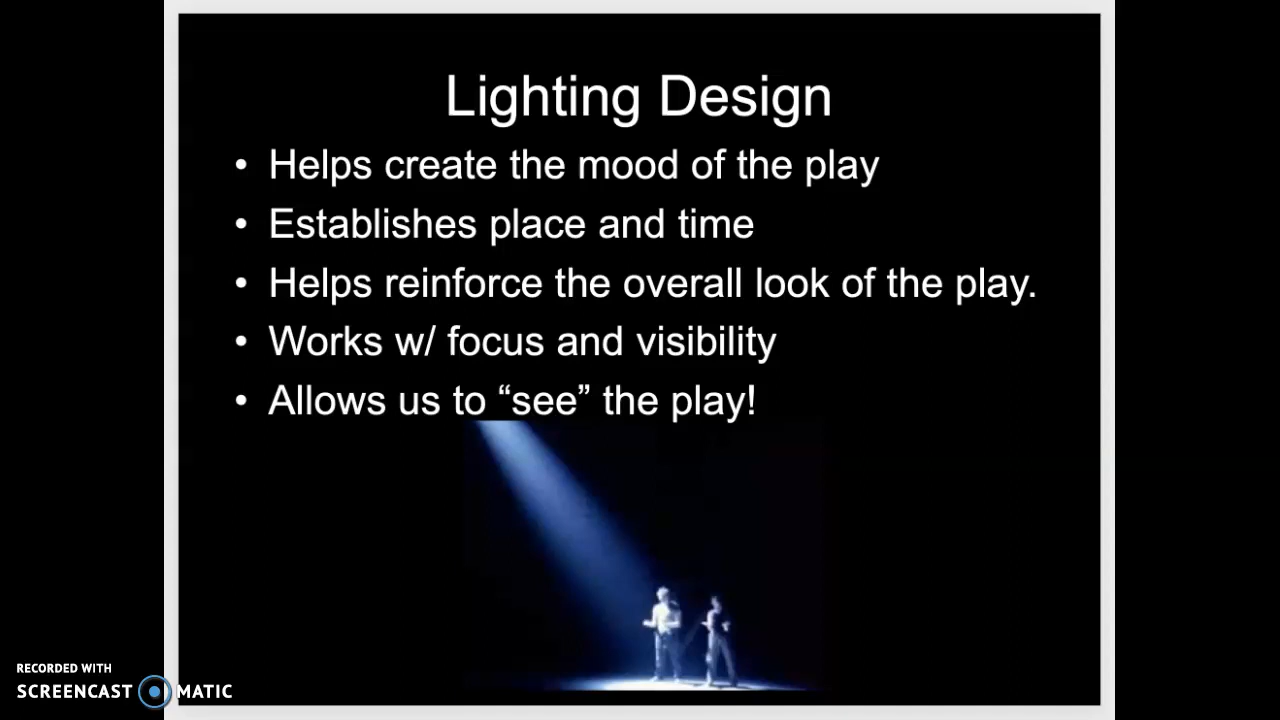 Lighting Design
• Helps create the mood of the play
• Establishes place and time
• Helps reinforce the overall look of the play.
• Works w/ focus and visibility
• Allows us to “see” the play!
RECORDED WITH
SCREENCAST MATIC